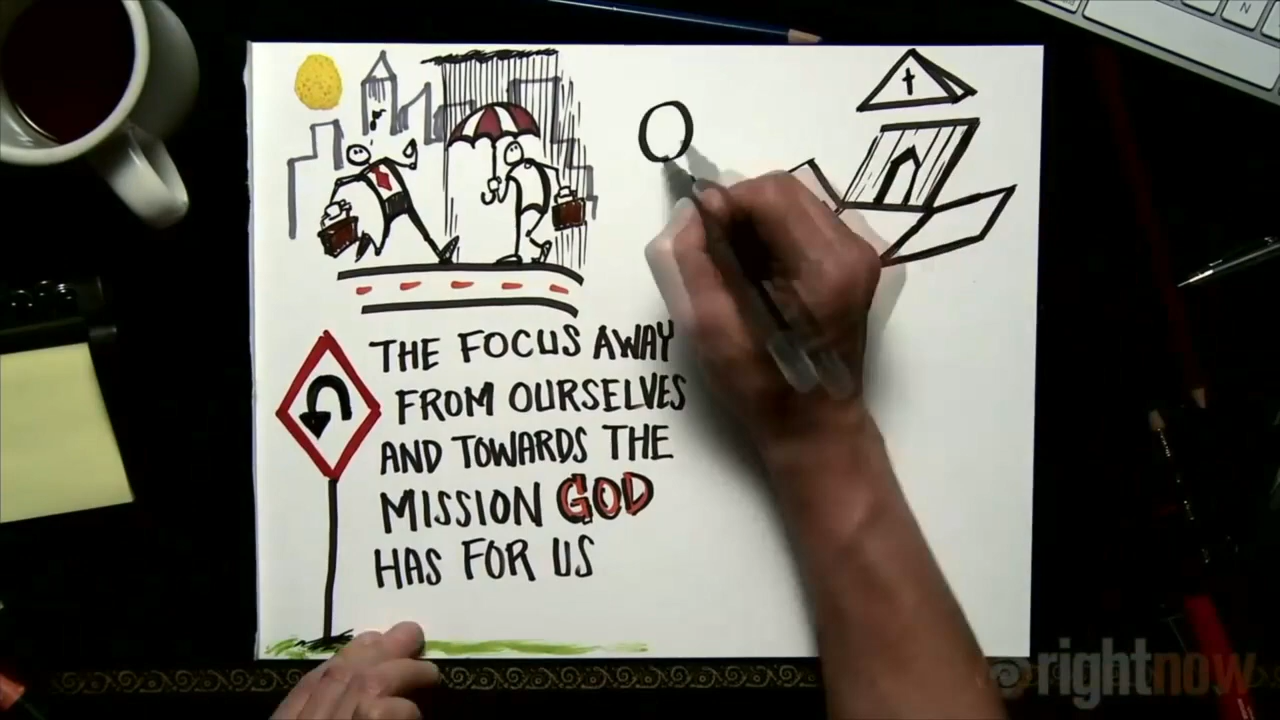 THE FOCUS AWAY
FROM OURSELVES
AND TOWARDS THE
MISSION GOD
HAS FOR US
rightnow
N